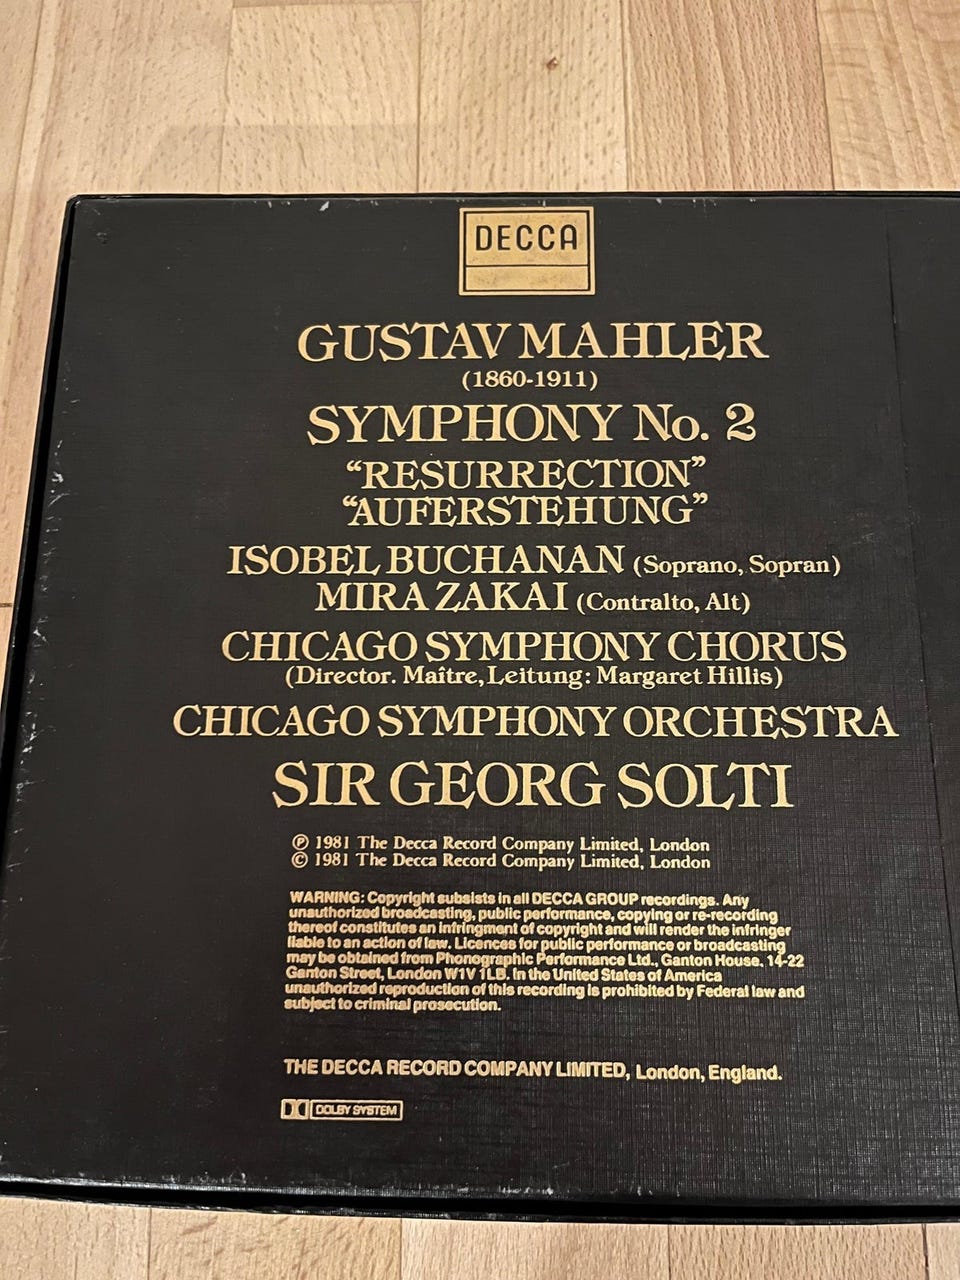 DECCA
GUSTAV MAHLER
(1860-1911)
SYMPHONY No. 2
“RESURRECTION”
“AUFERSTEHUNG”
ISOBEL BUCHANAN (Soprano, Sopran)
MIRA ZAKAI (Contralto, Alt)
CHICAGO SYMPHONY CHORUS
(Director. Maître, Leitung: Margaret Hillis)
CHICAGO SYMPHONY ORCHESTRA
SIR GEORG SOLTI
℗ 1981 The Decca Record Company Limited, London
© 1981 The Decca Record Company Limited, London
WARNING: Copyright subsists in all DECCA GROUP recordings. Any
unauthorized broadcasting, public performance, copying or re-recording
thereof constitutes an infringment of copyright and will render the infringer
liable to an action of law. Licences for public performance or broadcasting
may be obtained from Phonographic Performance Ltd., Ganton House, 14-22
Ganton Street, London W1V 1LB. In the United States of America
unauthorized reproduction of this recording is prohibited by Federal law and
subject to criminal prosecution.
THE DECCA RECORD COMPANY LIMITED, London, England.
DOLBY SYSTEM